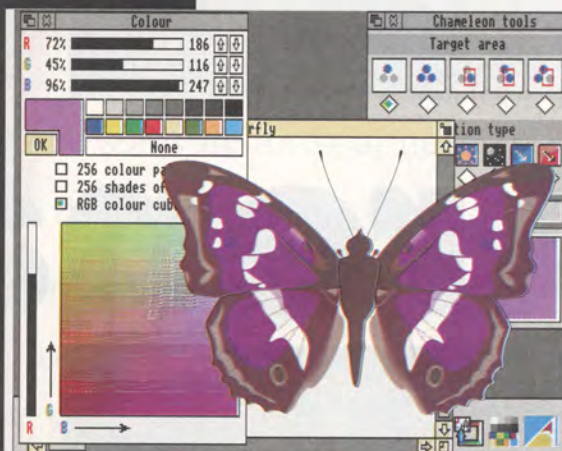 Colour
R 72% 186
G 45% 116
B 96% 247
OK
None
256 colour pa
256 shades of
RGB colour cub
G
R B
rfly
Chameleon tools
Target area
tion type